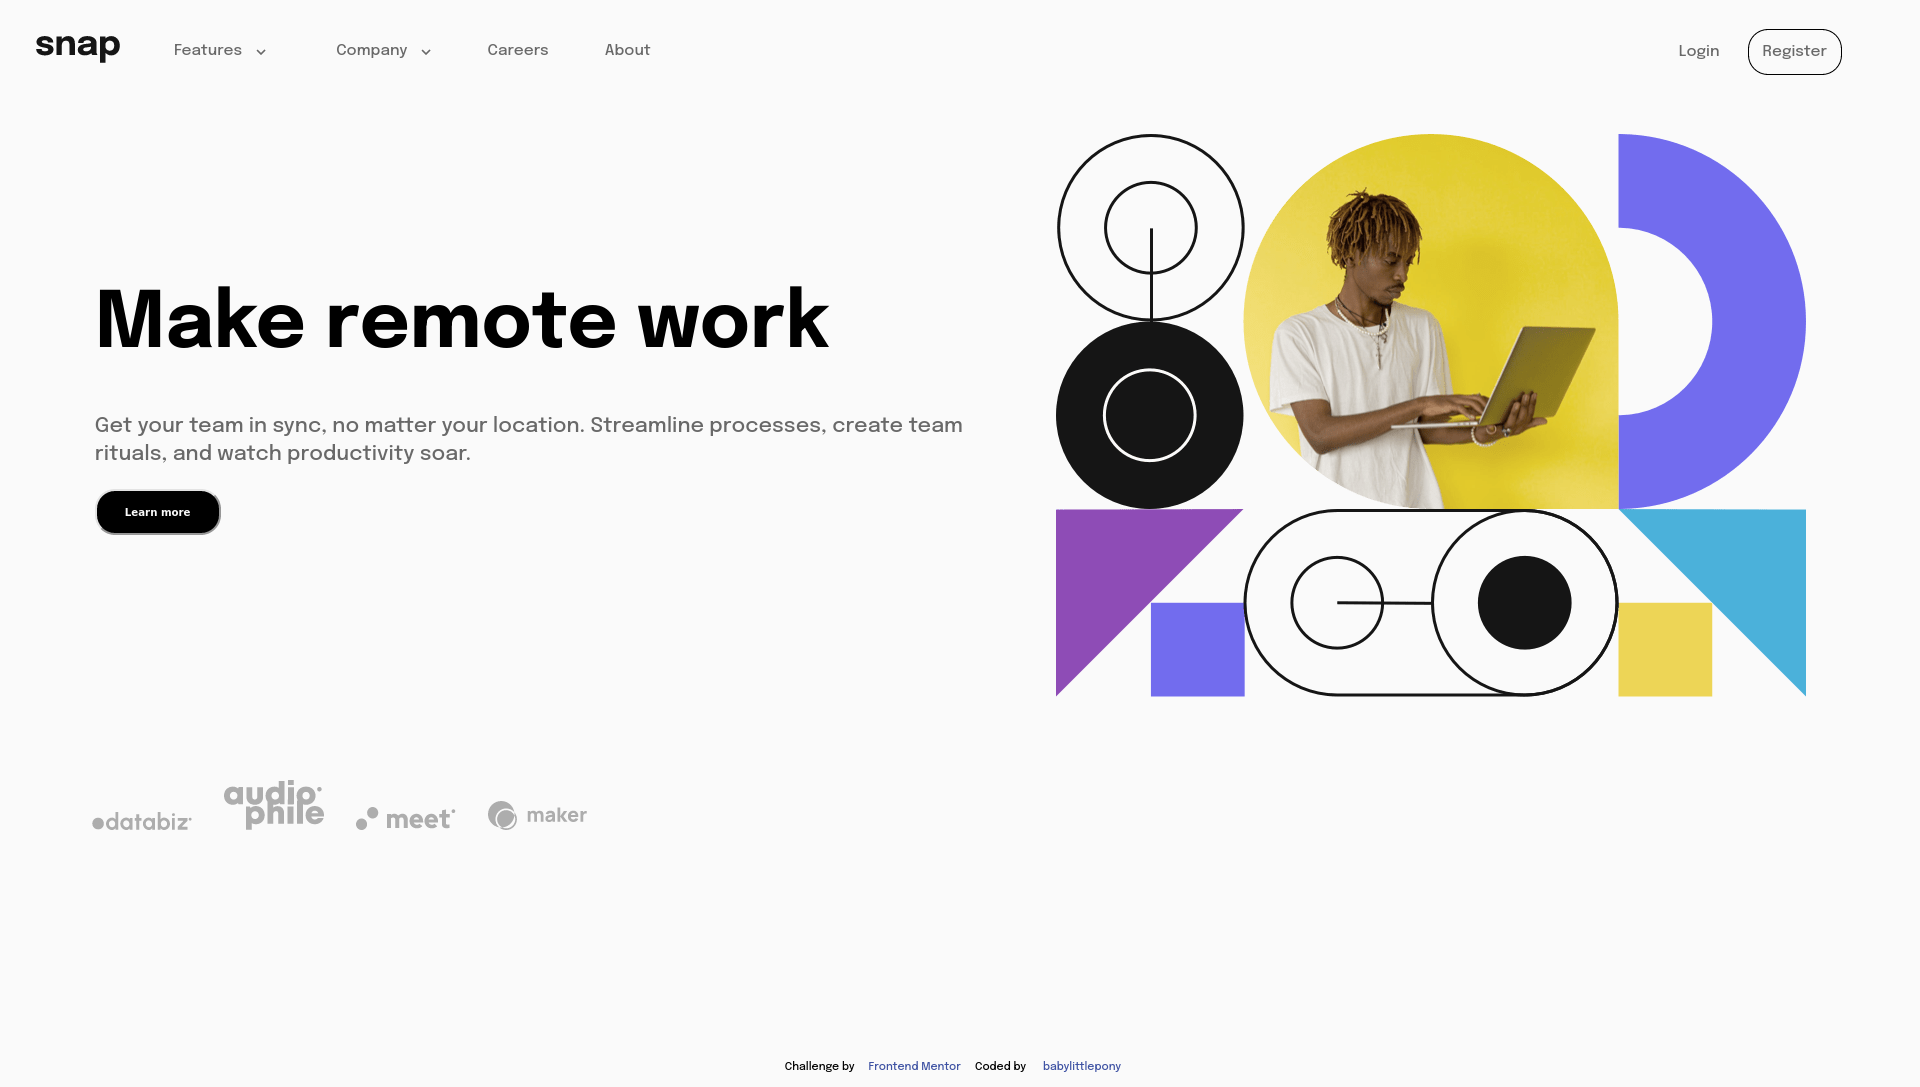 snap
Features
Company
Careers
About
Login
Register
Make remote work
Get your team in sync, no matter your location. Streamline processes, create team
rituals, and watch productivity soar.
Learn more
databiz
audio
phile
meet
maker
Challenge by Frontend Mentor Coded by babylittlepony